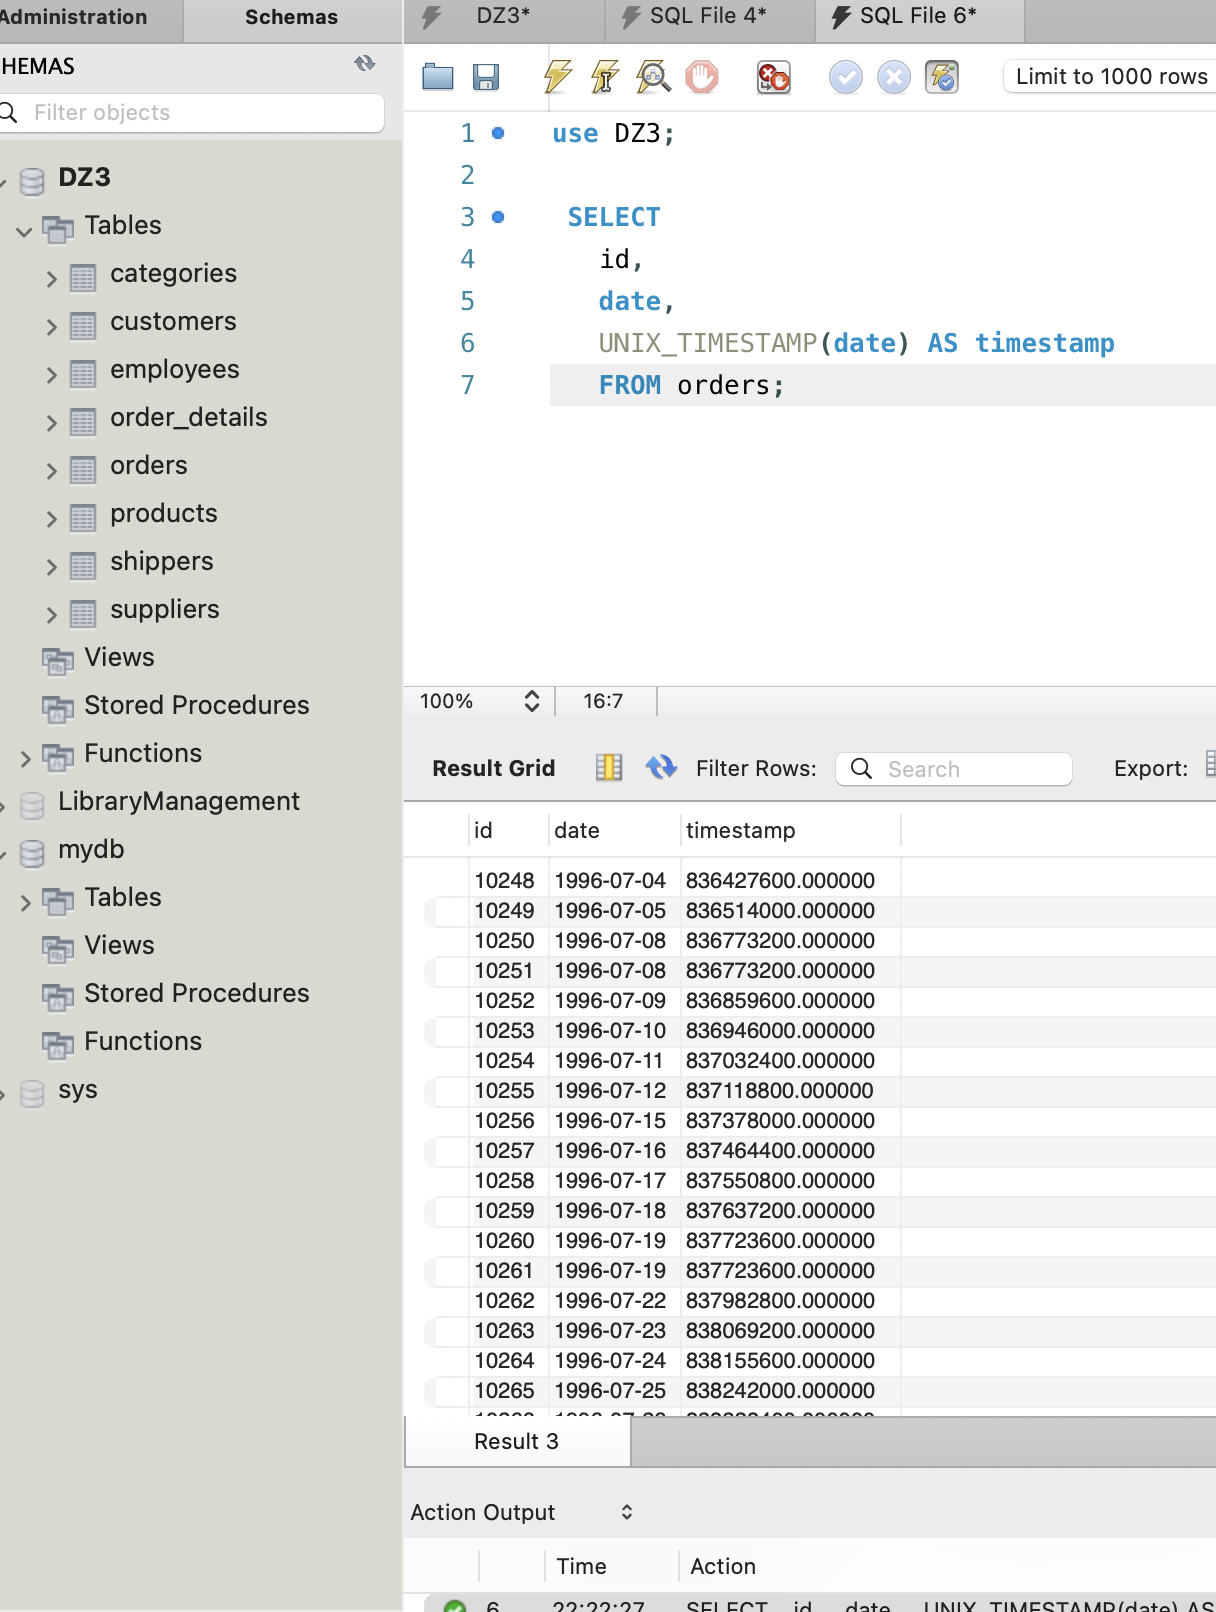 Administration
Schemas
DZ3*
SQL File 4*
SQL File 6*
HEMAS
Filter objects
DZ3
Tables
categories
customers
employees
order_details
orders
products
shippers
suppliers
Views
Stored Procedures
Functions
LibraryManagement
mydb
Tables
Views
Stored Procedures
Functions
sys
Limit to 1000 rows
1 use DZ3;
2
3 SELECT
4 id,
5 date,
6 UNIX_TIMESTAMP(date) AS timestamp
7 FROM orders;
100% 16:7
Result Grid Filter Rows: Search Export:
id date timestamp
10248 1996-07-04 836427600.000000
10249 1996-07-05 836514000.000000
10250 1996-07-08 836773200.000000
10251 1996-07-08 836773200.000000
10252 1996-07-09 836859600.000000
10253 1996-07-10 836946000.000000
10254 1996-07-11 837032400.000000
10255 1996-07-12 837118800.000000
10256 1996-07-15 837378000.000000
10257 1996-07-16 837464400.000000
10258 1996-07-17 837550800.000000
10259 1996-07-18 837637200.000000
10260 1996-07-19 837723600.000000
10261 1996-07-19 837723600.000000
10262 1996-07-22 837982800.000000
10263 1996-07-23 838069200.000000
10264 1996-07-24 838155600.000000
10265 1996-07-25 838242000.000000
Result 3
Action Output
Time Action
6 22:22:27 SELECT id date UNIX_TIMESTAMP(date) AS